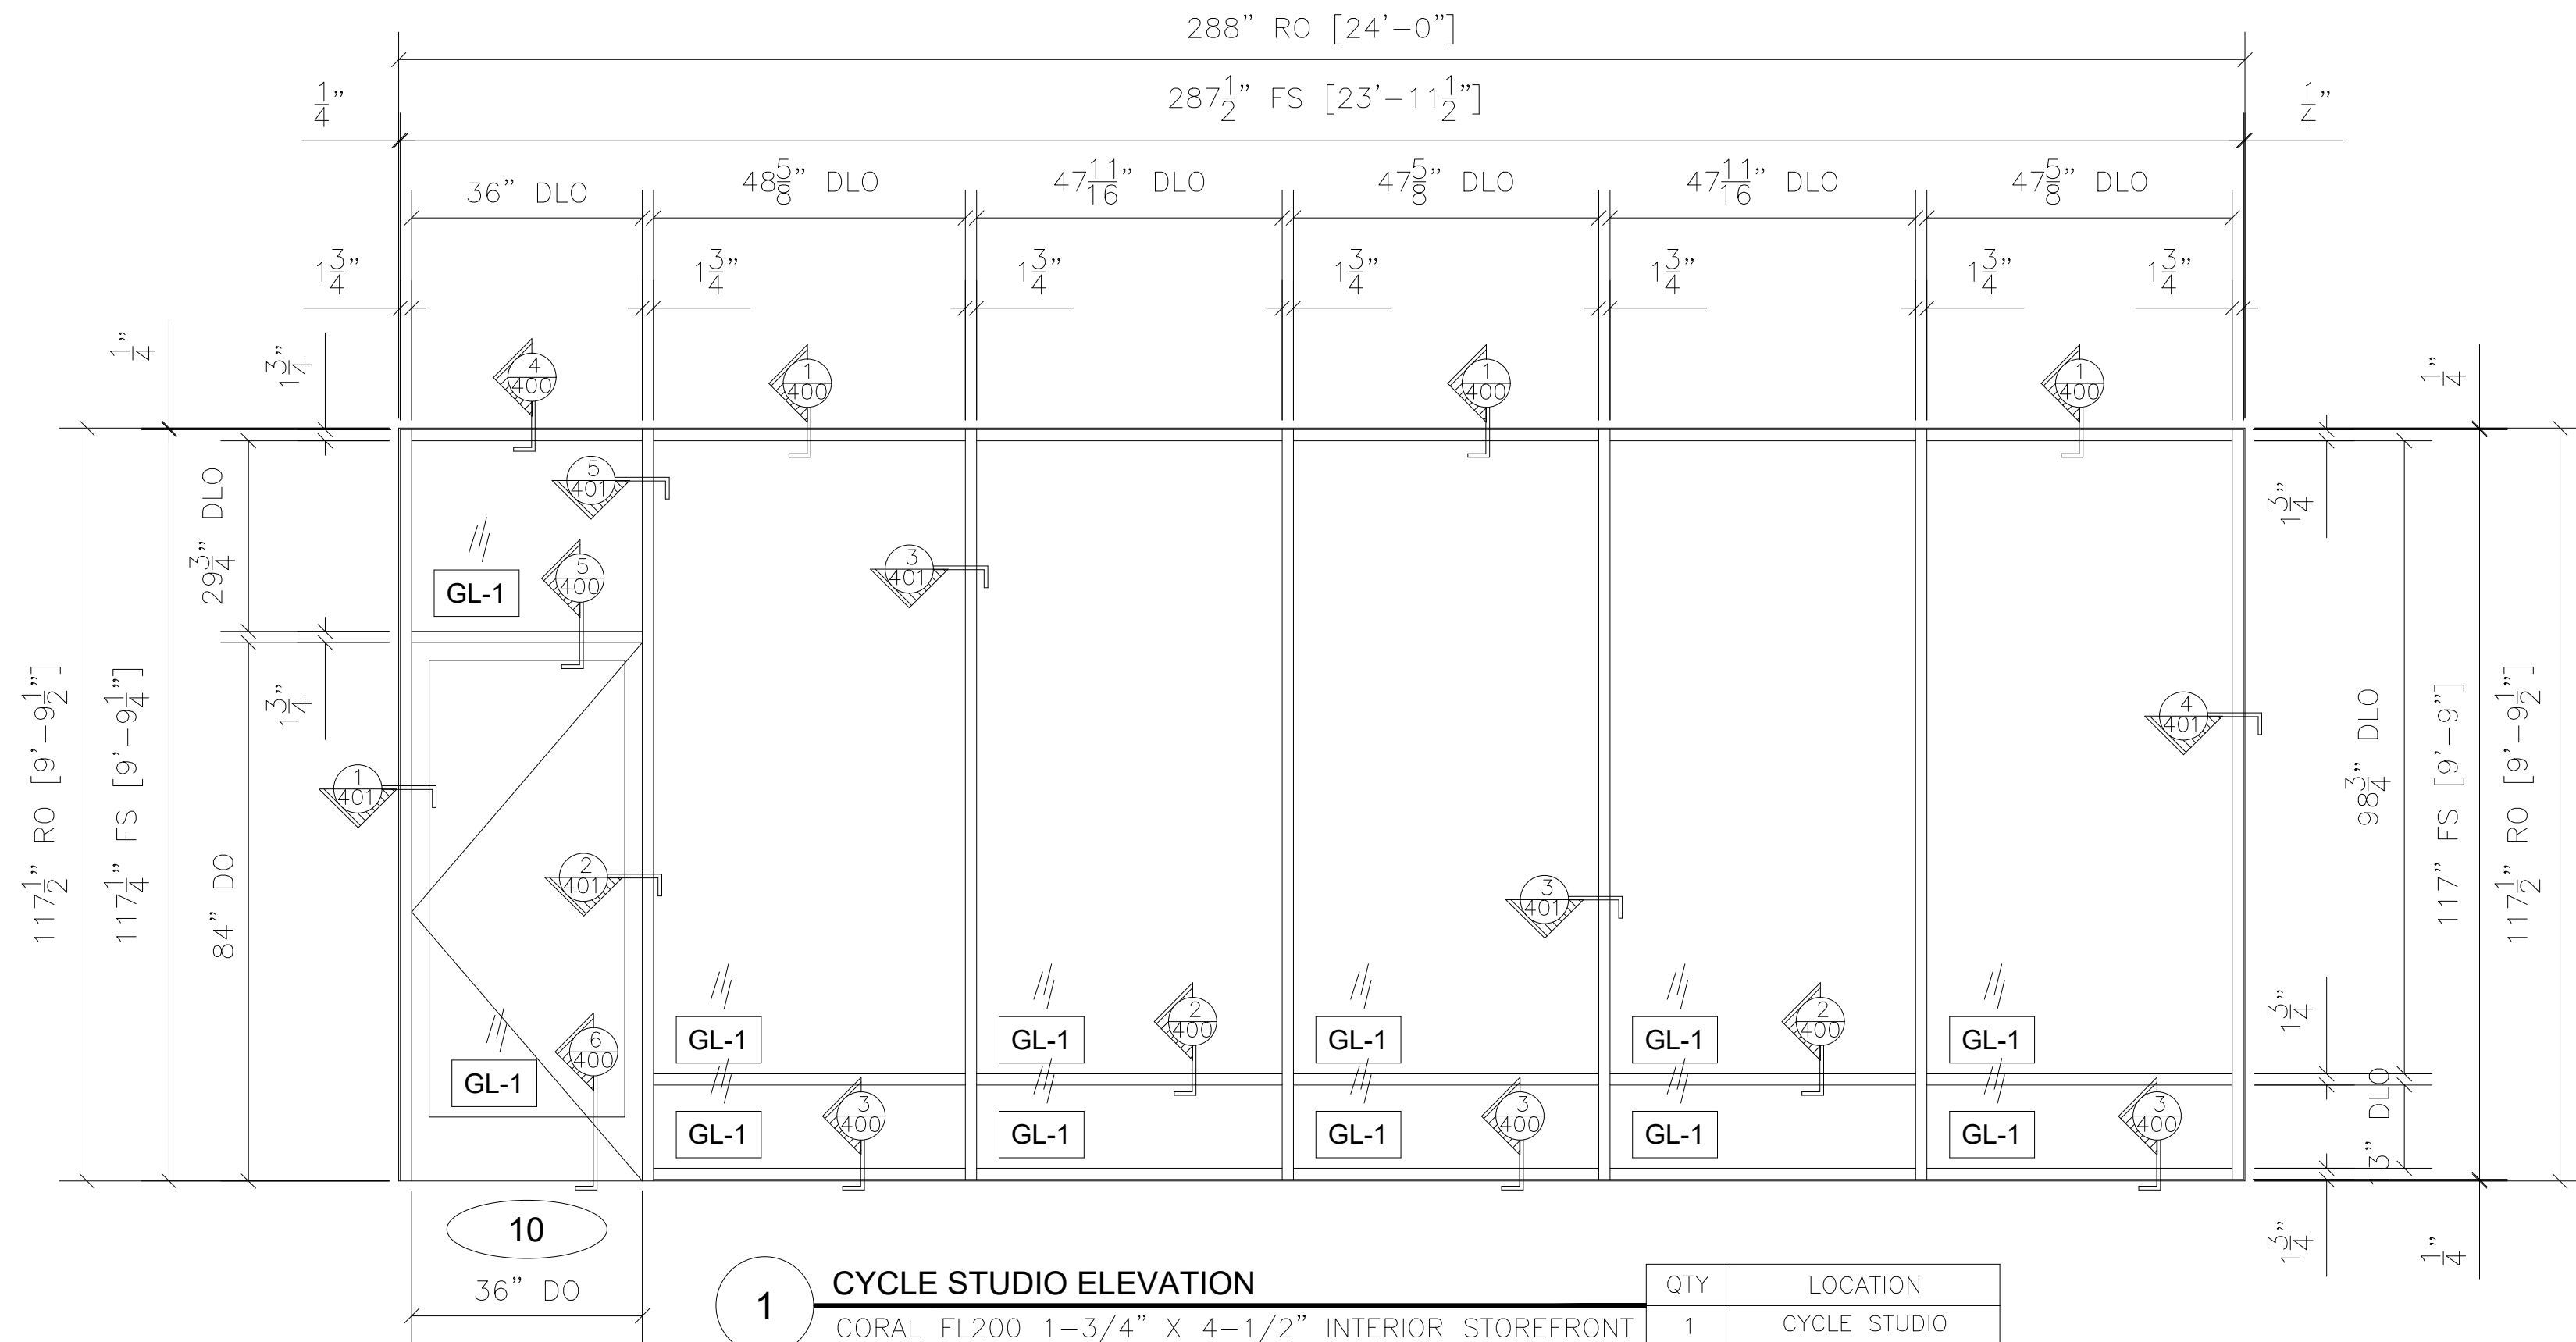 288" RO [24'-0"]
287 1/2" FS [23'-11 1/2"]
1/4" 1/4"
36" DLO 48 5/8" DLO 47 11/16" DLO 47 5/8" DLO 47 11/16" DLO 47 5/8" DLO
1 3/4" 1 3/4" 1 3/4" 1 3/4" 1 3/4" 1 3/4" 1 3/4"
1/4" 1 3/4" 1/4"
4 1 1 1
400 400 400 400
117 1/2" RO [9'-9 1/2"]
117 1/4" FS [9'-9 1/4"]
29 3/4" DLO
84" DO
1 3/4"
5
401
5
400
GL-1
3
401
1
401
2
401
3
401
4
401
1 3/4"
98 3/4" DLO
117" FS [9'-9"]
117 1/2" RO [9'-9 1/2"]
2 2
400 400
GL-1 GL-1 GL-1 GL-1 GL-1
6
400
GL-1
1 3/4"
13" DLO
3 3 3
400 400 400
GL-1 GL-1 GL-1 GL-1 GL-1
1 3/4" 1/4"
10
36" DO
1
CYCLE STUDIO ELEVATION
CORAL FL200 1-3/4" X 4-1/2" INTERIOR STOREFRONT
QTY LOCATION
1 CYCLE STUDIO